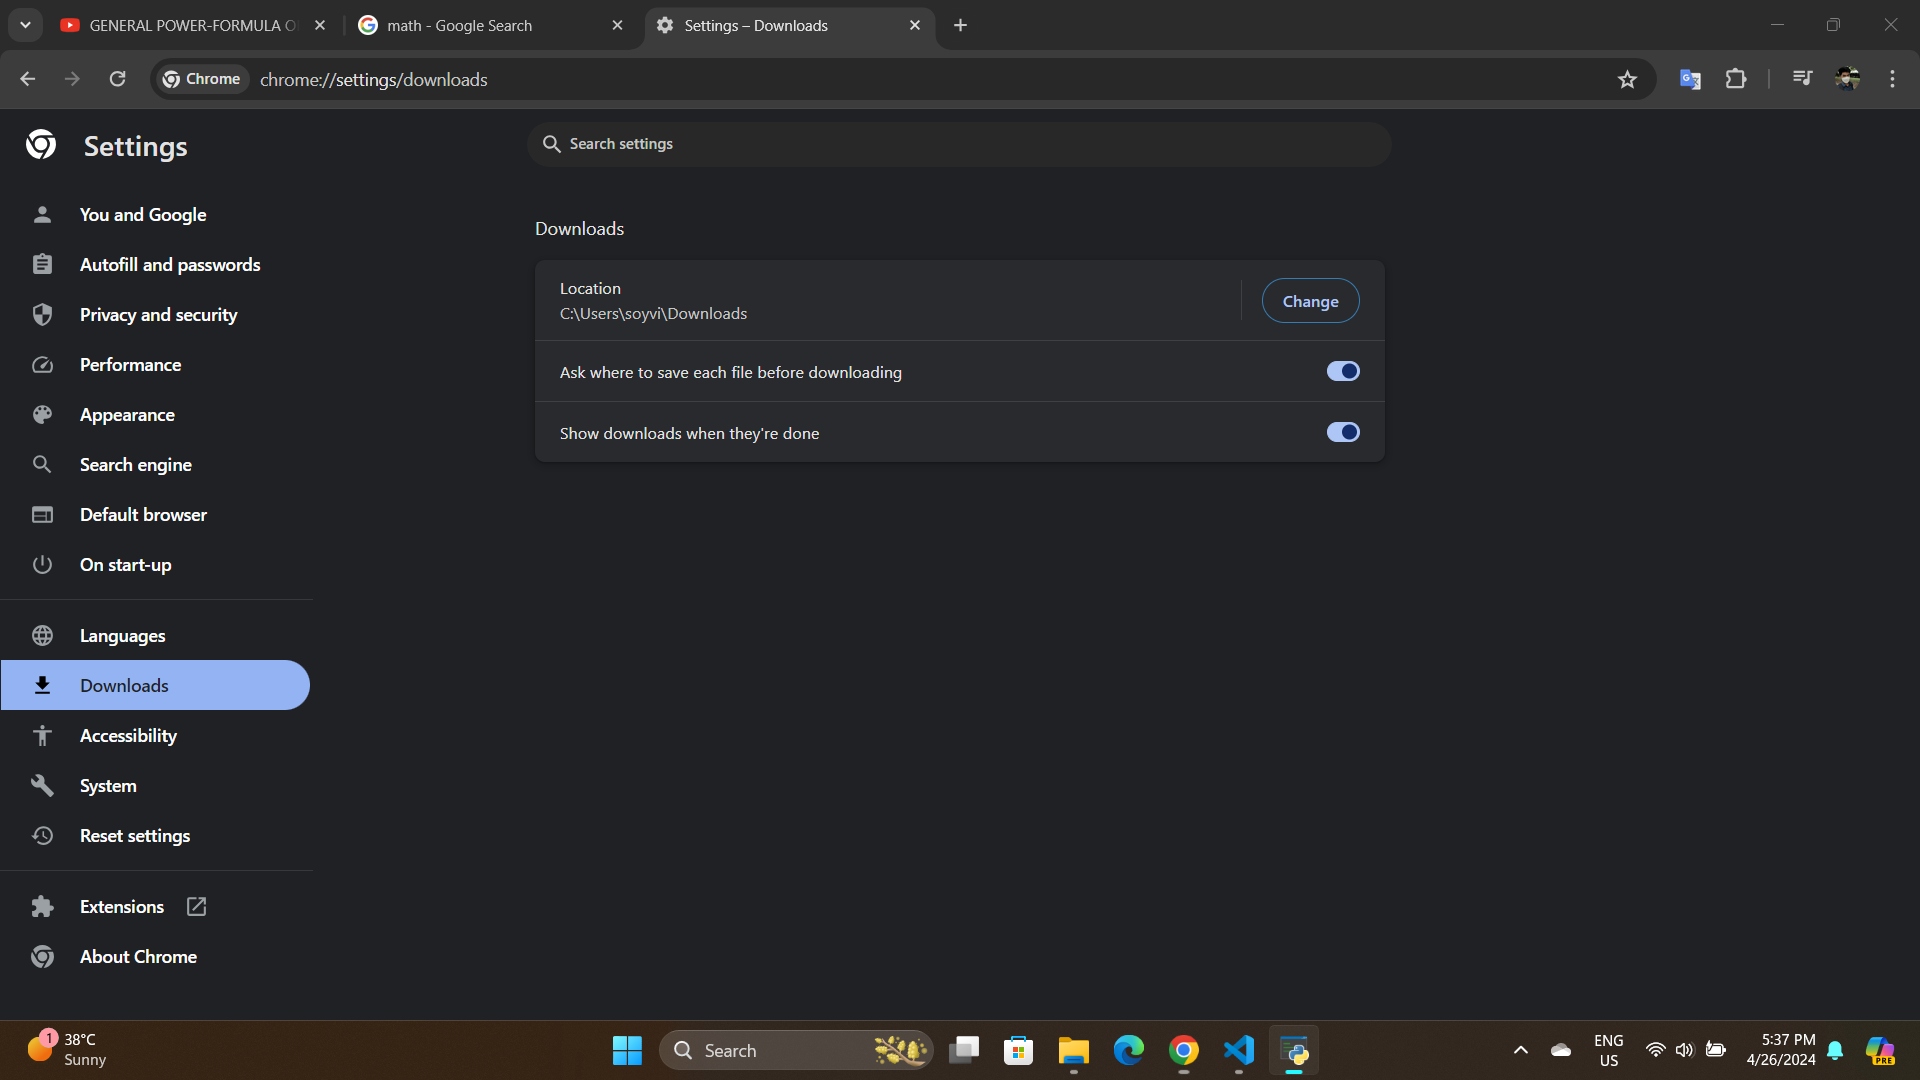 GENERAL POWER-FORMULA O
math - Google Search
Settings – Downloads
Chrome
chrome://settings/downloads
Settings
Search settings
You and Google
Autofill and passwords
Privacy and security
Performance
Appearance
Search engine
Default browser
On start-up
Languages
Downloads
Accessibility
System
Reset settings
Extensions
About Chrome
Downloads
Location
C:\Users\soyvi\Downloads
Change
Ask where to save each file before downloading
Show downloads when they're done
1
38°C
Sunny
Search
ENG
US
5:37 PM
4/26/2024
PRE